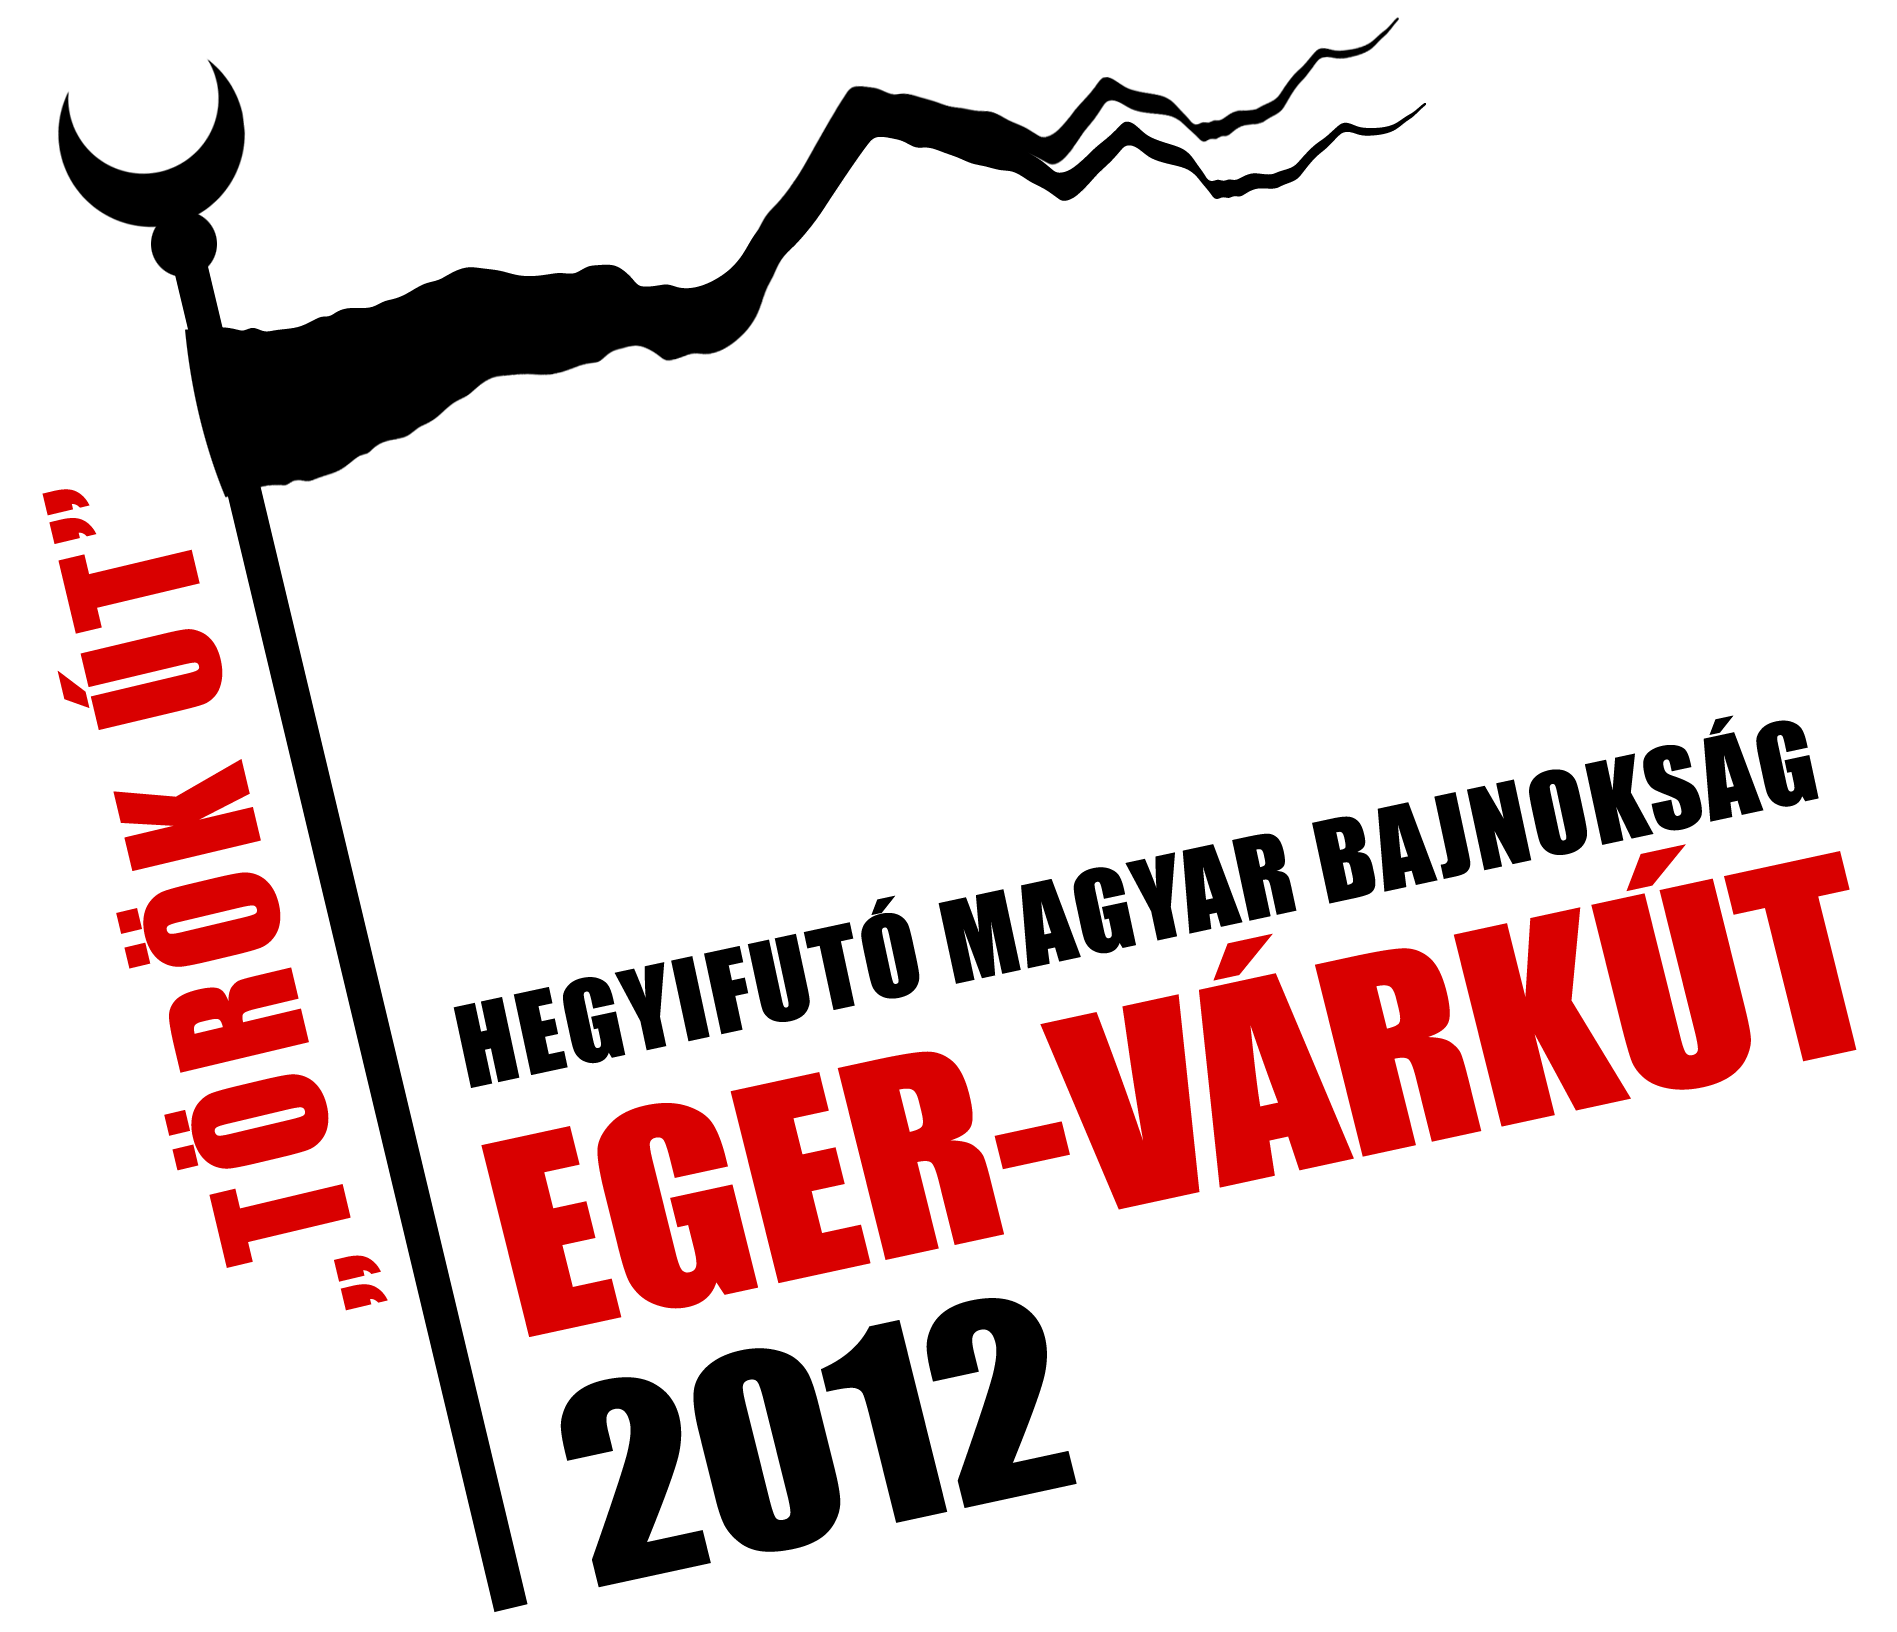 „TÖRÖK ÚT”
HEGYIFUTÓ MAGYAR BAJNOKSÁG
EGER-VÁRKÚT
2012